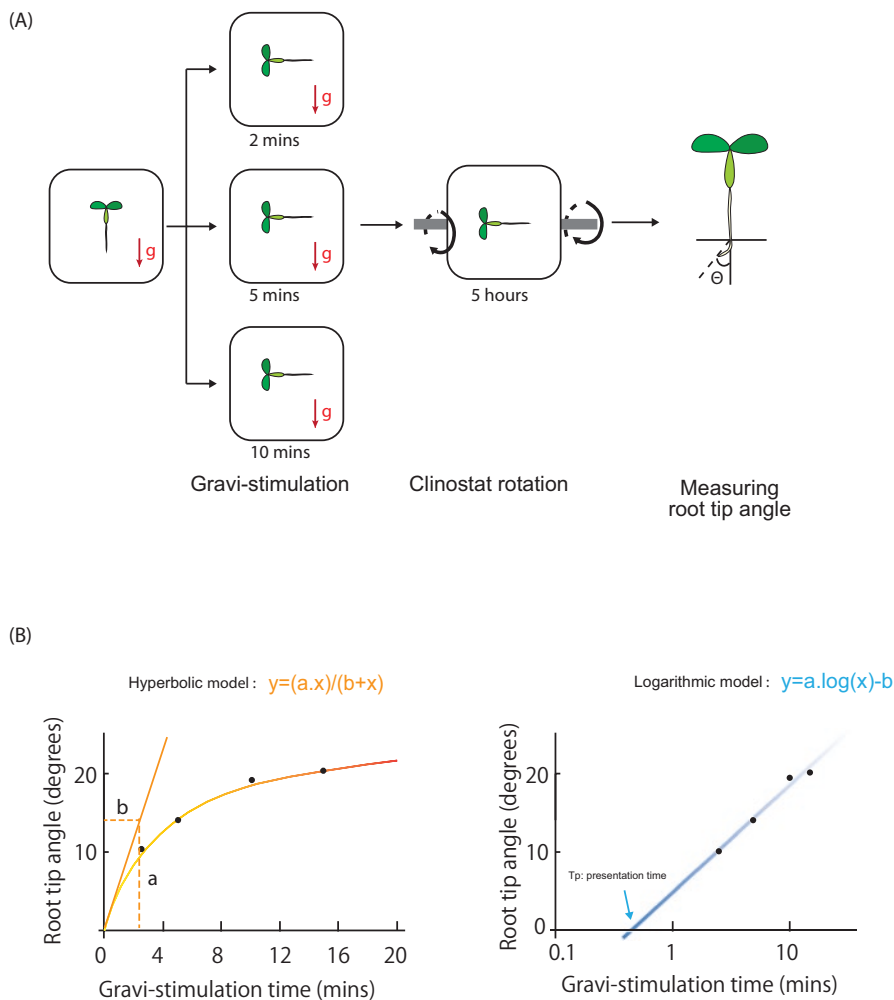 (A)
g
2 mins
g
g
5 mins
5 hours
Θ
g
10 mins
Gravi-stimulation
Clinostat rotation
Measuring
root tip angle
(B)
Hyperbolic model : y=(a.x)/(b+x)
Root tip angle (degrees)
20
10
b
a
0 4 8 12 16 20
Gravi-stimulation time (mins)
Logarithmic model : y=a.log(x)-b
Root tip angle (degrees)
20
10
Tp: presentation time
0
0.1 1 10
Gravi-stimulation time (mins)